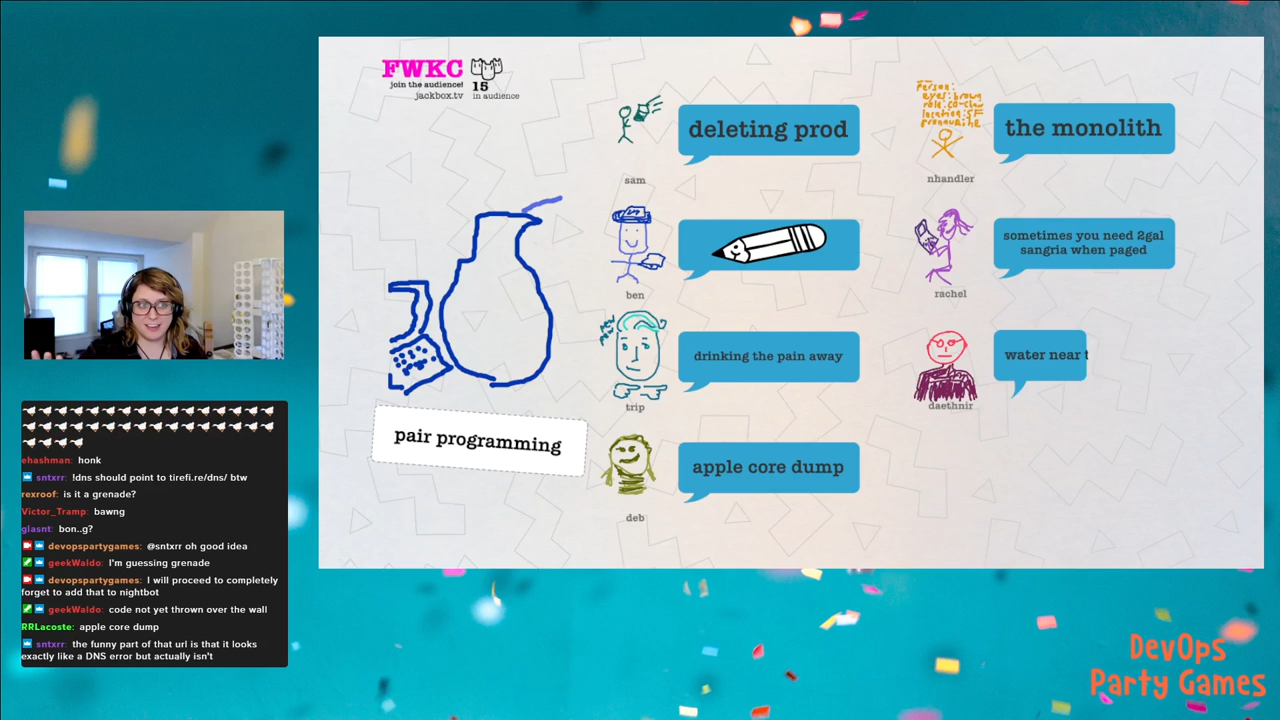 FWKC
join the audience!
jackbox.tv
15
in audience
deleting prod
sam
ben
drinking the pain away
trip
apple core dump
deb
Person:
eyes: brown
the monolith
nhandler
sometimes you need 2gal
sangria when paged
rachel
water near
daethnir
pair programming
ehashman: honk
sntxrr: !dns should point to tirefi.re/dns/ btw
rexroof: is it a grenade?
Victor_Tramp: bawng
glasnt: bon..g?
devopspartygames: @sntxrr oh good idea
geekWaldo: I'm guessing grenade
devopspartygames: I will proceed to completely
forget to add that to nightbot
geekWaldo: code not yet thrown over the wall
RRLacoste: apple core dump
sntxrr: the funny part of that url is that it looks
exactly like a DNS error but actually isn't
DevOps
Party Games